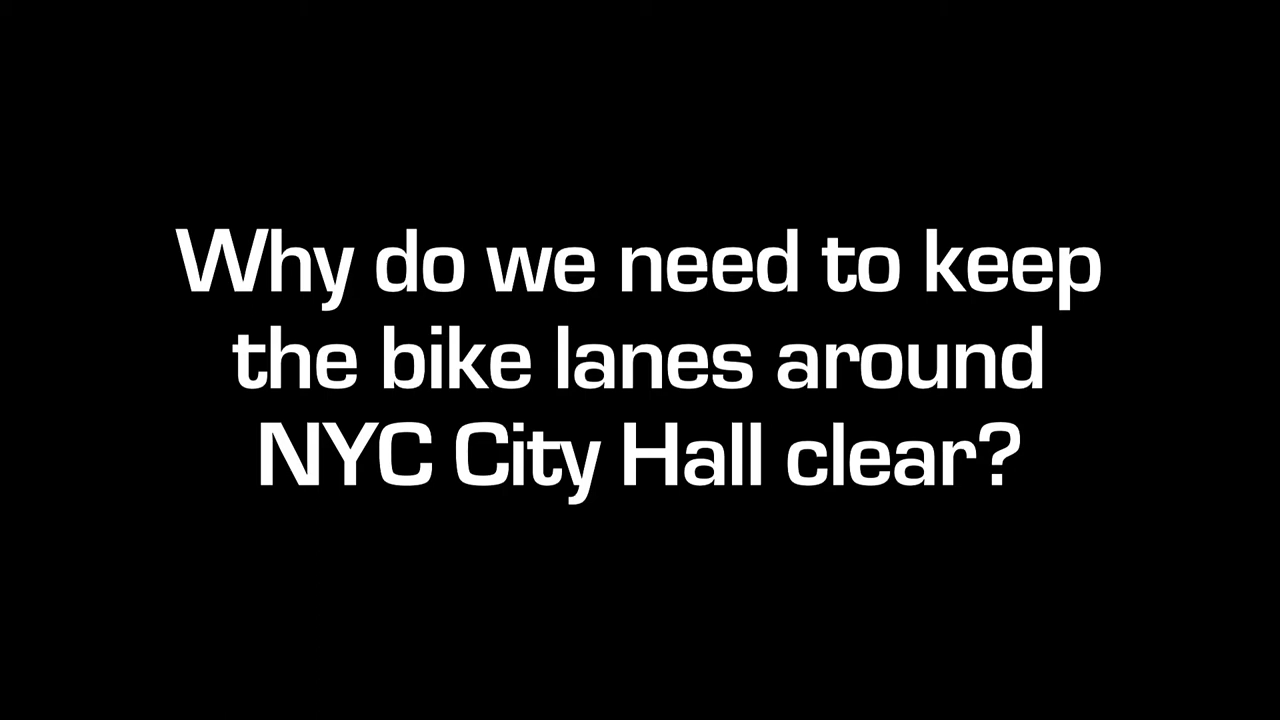 Why do we need to keep
the bike lanes around
NYC City Hall clear?